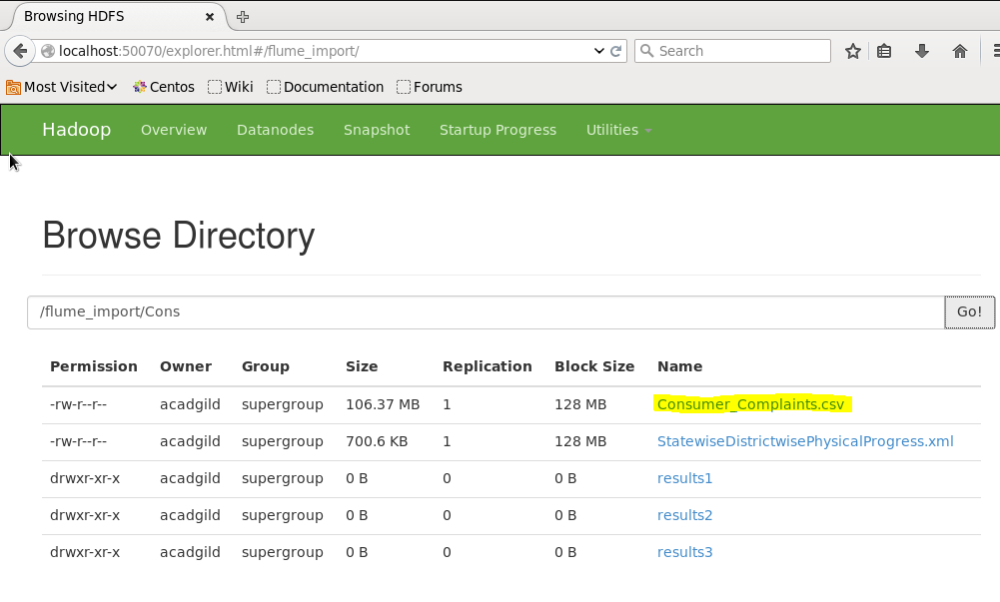 Browsing HDFS
localhost:50070/explorer.html#/flume_import/ Search
Most Visited Centos Wiki Documentation Forums
Hadoop Overview Datanodes Snapshot Startup Progress Utilities
Browse Directory
/flume_import/Cons Go!
Permission Owner Group Size Replication Block Size Name
-rw-r--r-- acadgild supergroup 106.37 MB 1 128 MB Consumer_Complaints.csv
-rw-r--r-- acadgild supergroup 700.6 KB 1 128 MB StatewiseDistrictwisePhysicalProgress.xml
drwxr-xr-x acadgild supergroup 0 B 0 0 B results1
drwxr-xr-x acadgild supergroup 0 B 0 0 B results2
drwxr-xr-x acadgild supergroup 0 B 0 0 B results3